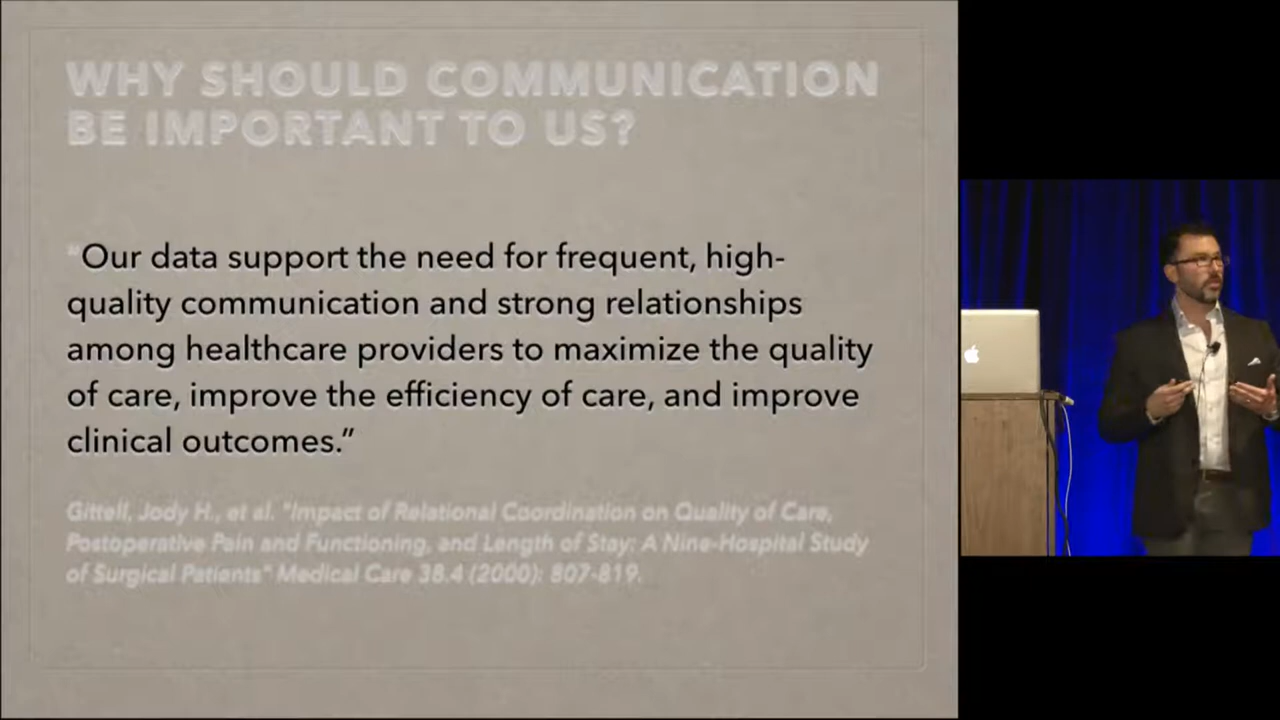 WHY SHOULD COMMUNICATION
BE IMPORTANT TO US?
"Our data support the need for frequent, high-
quality communication and strong relationships
among healthcare providers to maximize the quality
of care, improve the efficiency of care, and improve
clinical outcomes.”
Gittell, Jody H., et al. "Impact of Relational Coordination on Quality of Care,
Postoperative Pain and Functioning, and Length of Stay: A Nine-Hospital Study
of Surgical Patients" Medical Care 38.4 (2000): 807-819.